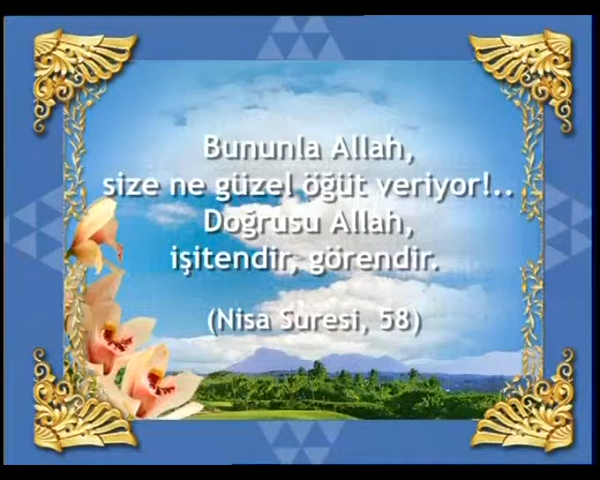 Bununla Allah,
size ne güzel öğüt veriyor!..
Doğrusu Allah,
işitendir, görendir.
(Nisa Suresi, 58)